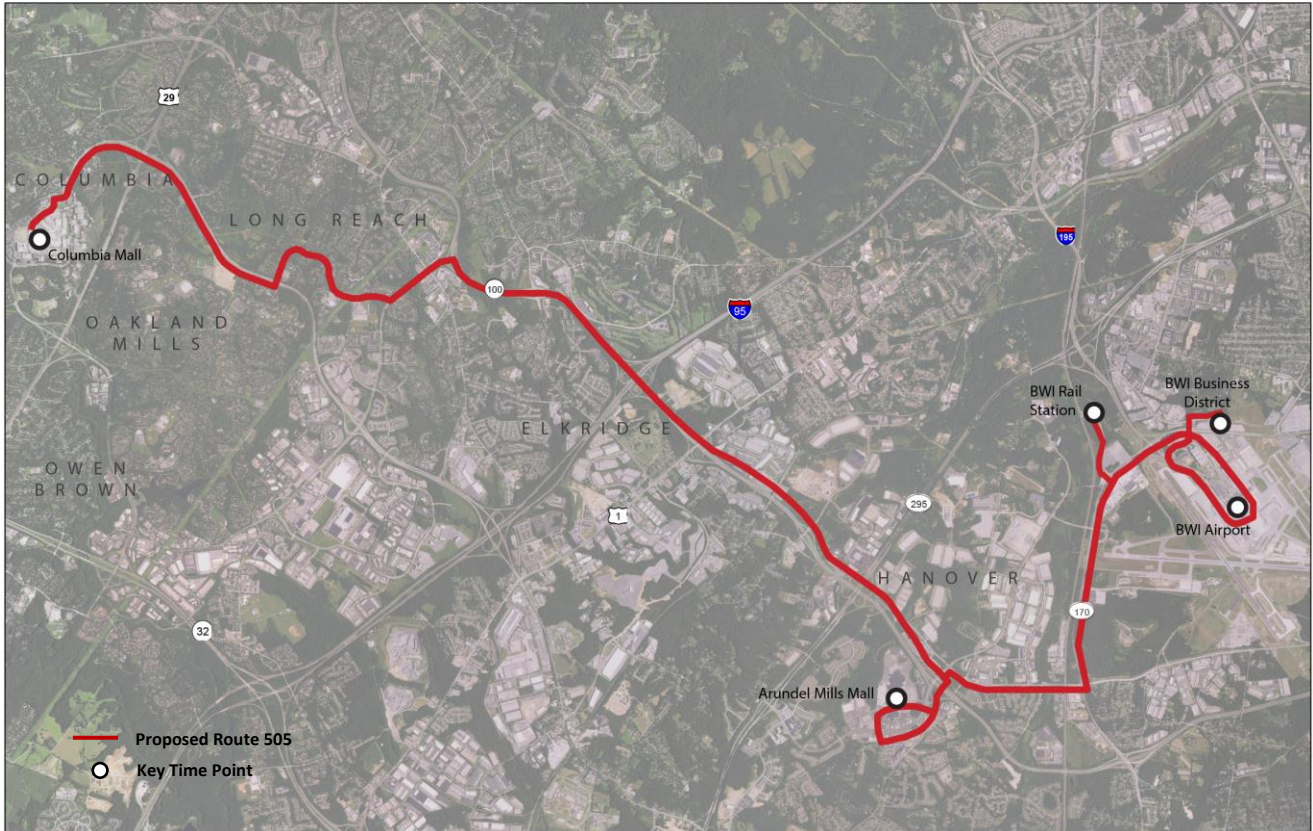 29
COLUMBIA
LONG REACH
Columbia Mall
195
100
95
OAKLAND
MILLS
BWI Rail
Station
BWI Business
District
ELKRIDGE
OWEN
BROWN
295
1
BWI Airport
HANOVER
170
32
Arundel Mills Mall
Proposed Route 505
Key Time Point